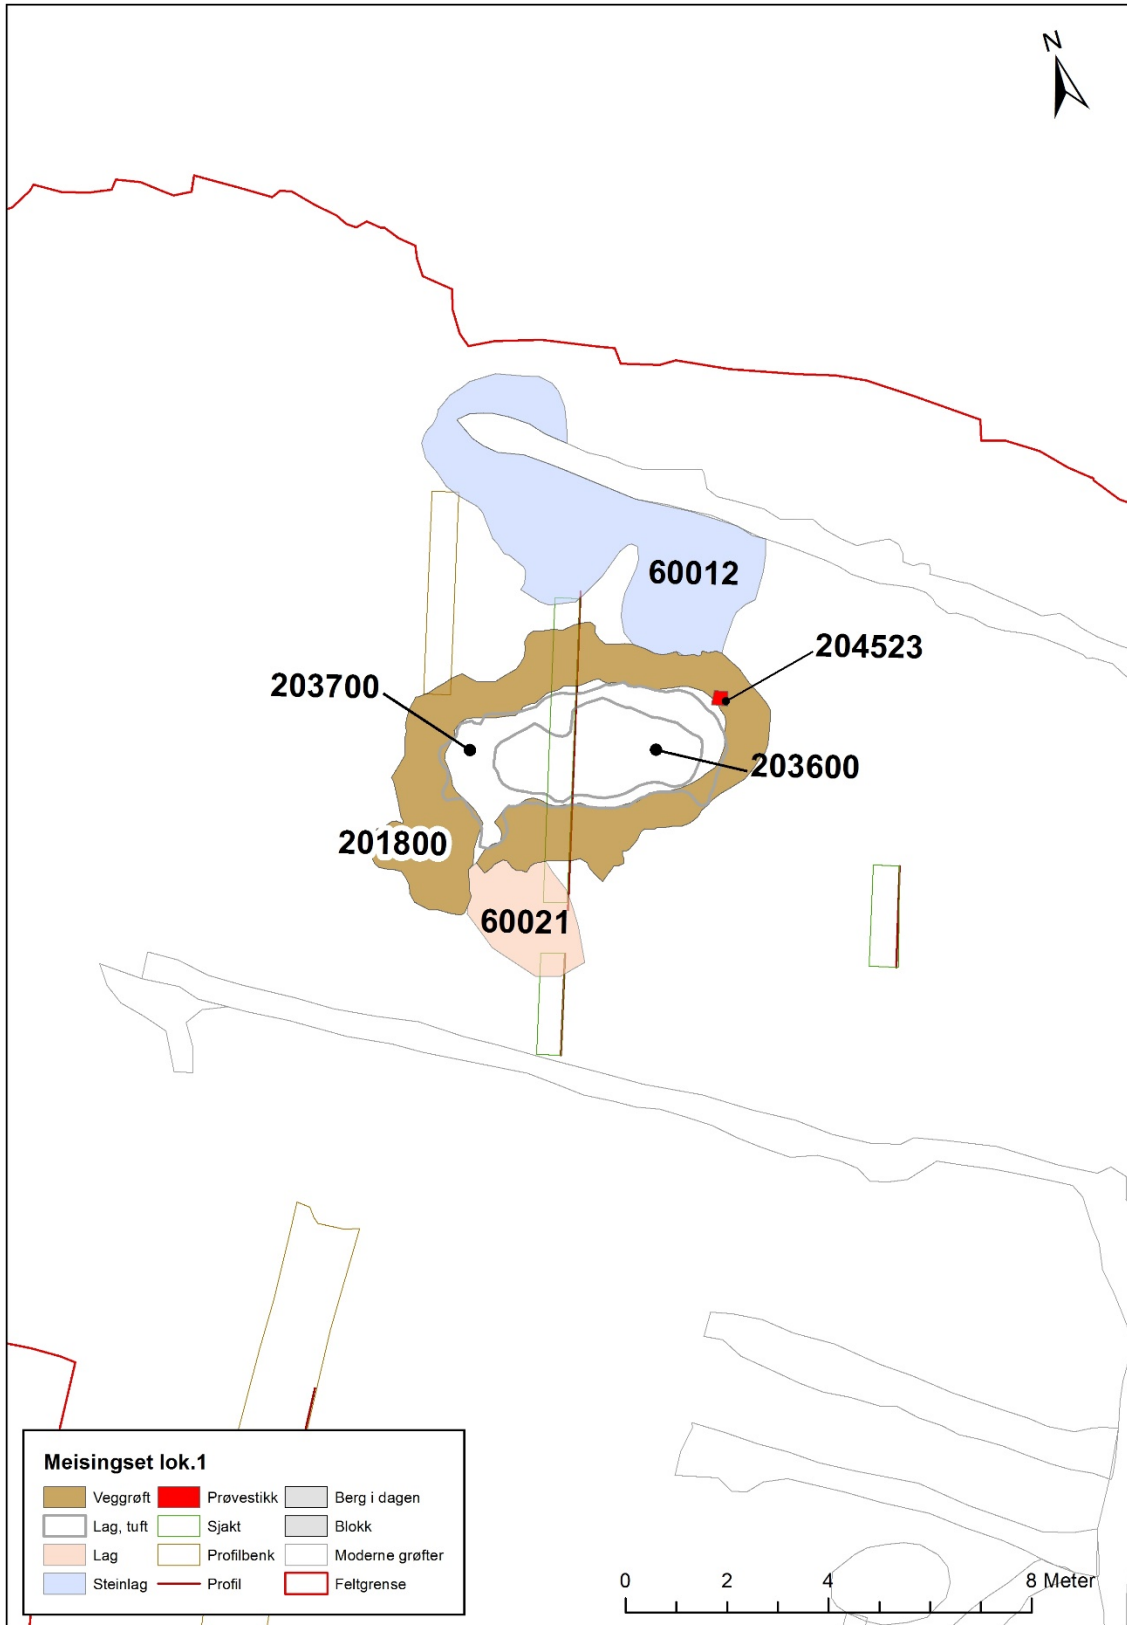 N
60012
204523
203700
203600
201800
60021
Meisingset lok.1
Veggrøft Prøvestikk Berg i dagen
Lag, tuft Sjakt Blokk
Lag Profilbenk Moderne grøfter
Steinlag Profil Feltgrense
0 2 4 8 Meter